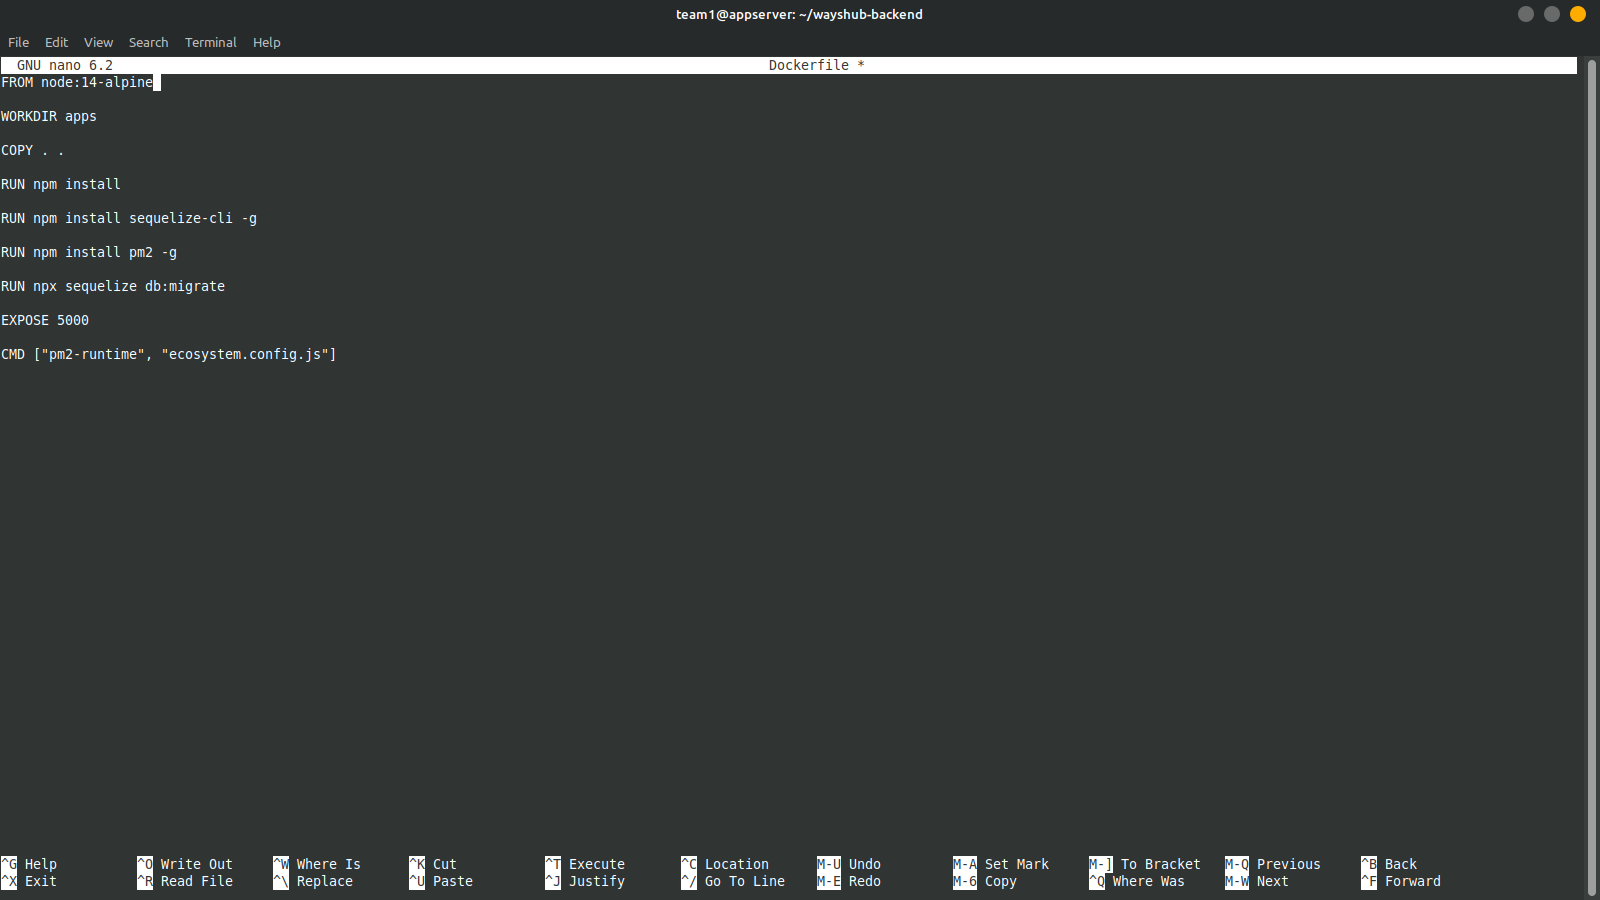 team1@appserver: ~/wayshub-backend
File Edit View Search Terminal Help
GNU nano 6.2 Dockerfile *
FROM node:14-alpine
WORKDIR apps
COPY . .
RUN npm install
RUN npm install sequelize-cli -g
RUN npm install pm2 -g
RUN npx sequelize db:migrate
EXPOSE 5000
CMD ["pm2-runtime", "ecosystem.config.js"]
^G Help ^O Write Out ^W Where Is ^K Cut ^T Execute ^C Location M-U Undo M-A Set Mark M-] To Bracket M-Q Previous ^B Back
^X Exit ^R Read File ^\ Replace ^U Paste ^J Justify ^/ Go To Line M-E Redo M-6 Copy ^Q Where Was M-W Next ^F Forward